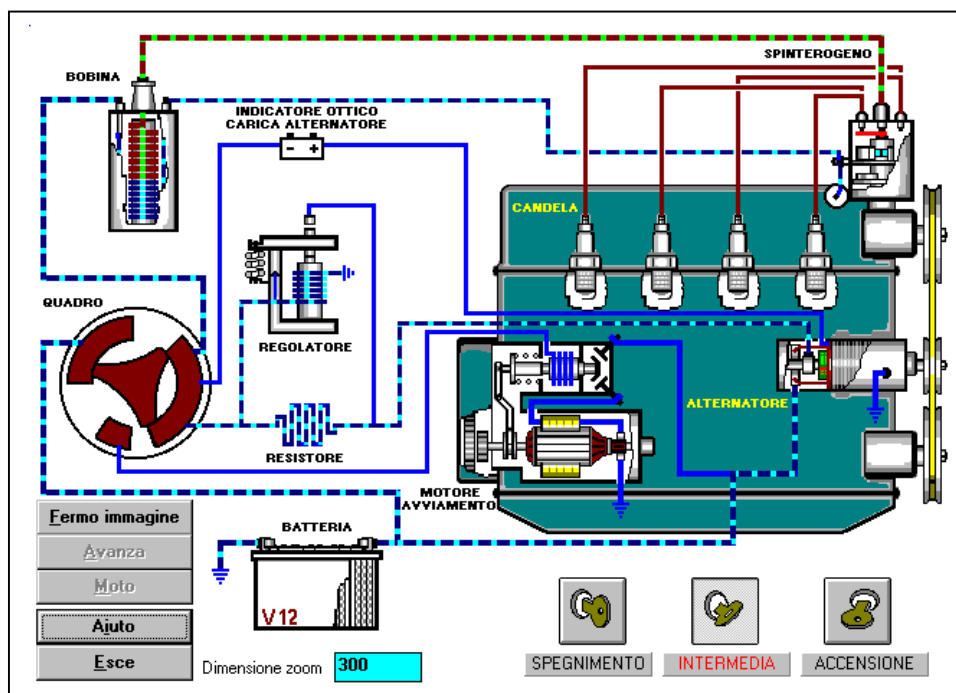 SPINTEROGENO
BOBINA
INDICATORE OTTICO
CARICA ALTERNATORE
- +
CANDELA
QUADRO
REGOLATORE
ALTERNATORE
RESISTORE
MOTORE
AVVIAMENTO
BATTERIA
V12
Fermo immagine
Avanza
Moto
Aiuto
Esce
Dimensione zoom 300
SPEGNIMENTO
INTERMEDIA
ACCENSIONE